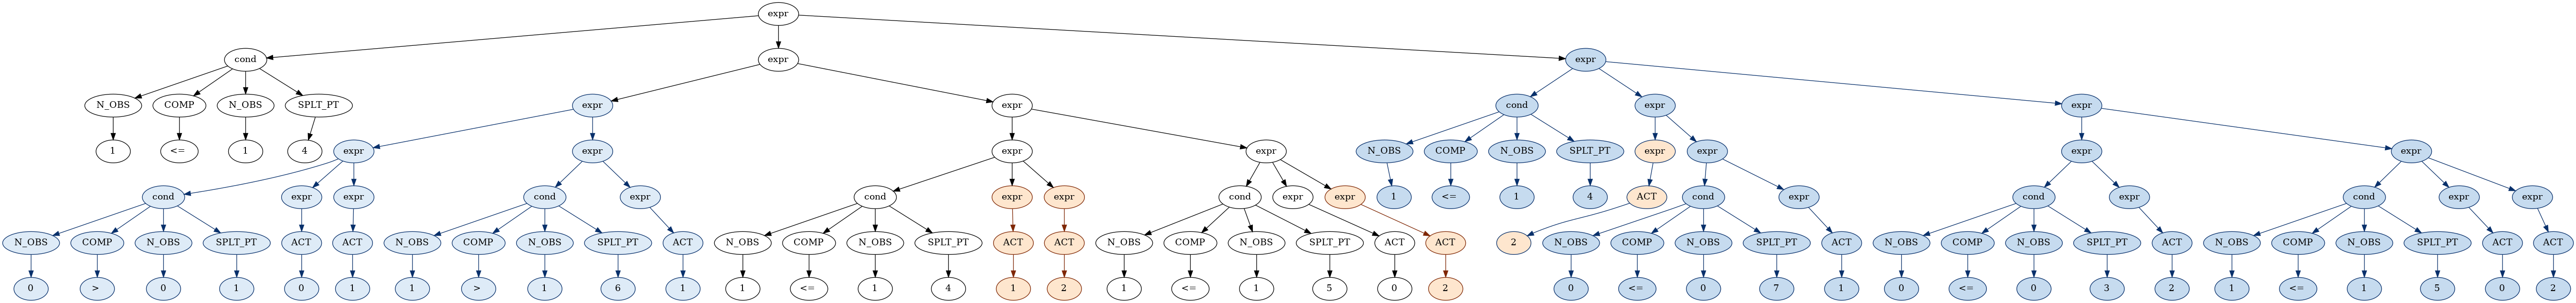 expr
cond expr expr
N_OBS COMP N_OBS SPLT_PT expr expr cond expr expr
1 <= 1 4 expr expr expr expr N_OBS COMP N_OBS SPLT_PT expr expr expr expr
cond expr expr cond expr cond expr expr cond expr expr 1 <= 1 4 ACT cond expr cond expr cond expr expr
N_OBS COMP N_OBS SPLT_PT ACT ACT N_OBS COMP N_OBS SPLT_PT ACT N_OBS COMP N_OBS SPLT_PT ACT ACT N_OBS COMP N_OBS SPLT_PT ACT ACT 2 N_OBS COMP N_OBS SPLT_PT ACT N_OBS COMP N_OBS SPLT_PT ACT N_OBS COMP N_OBS SPLT_PT ACT ACT
0 > 0 1 0 1 1 > 1 6 1 1 <= 1 4 1 2 1 <= 1 5 0 2 0 <= 0 7 1 0 <= 0 3 2 1 <= 1 5 0 2